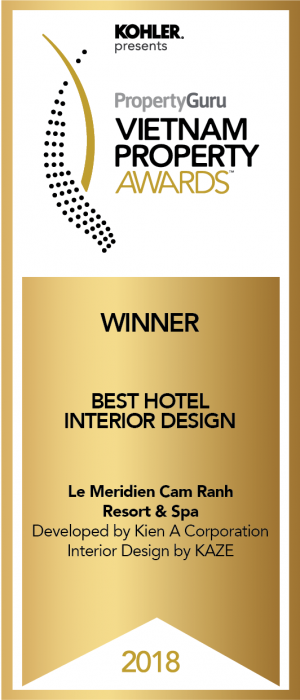 KOHLER.
presents
PropertyGuru
VIETNAM
PROPERTY
AWARDS™
WINNER
BEST HOTEL
INTERIOR DESIGN
Le Meridien Cam Ranh
Resort & Spa
Developed by Kien A Corporation
Interior Design by KAZE
2018